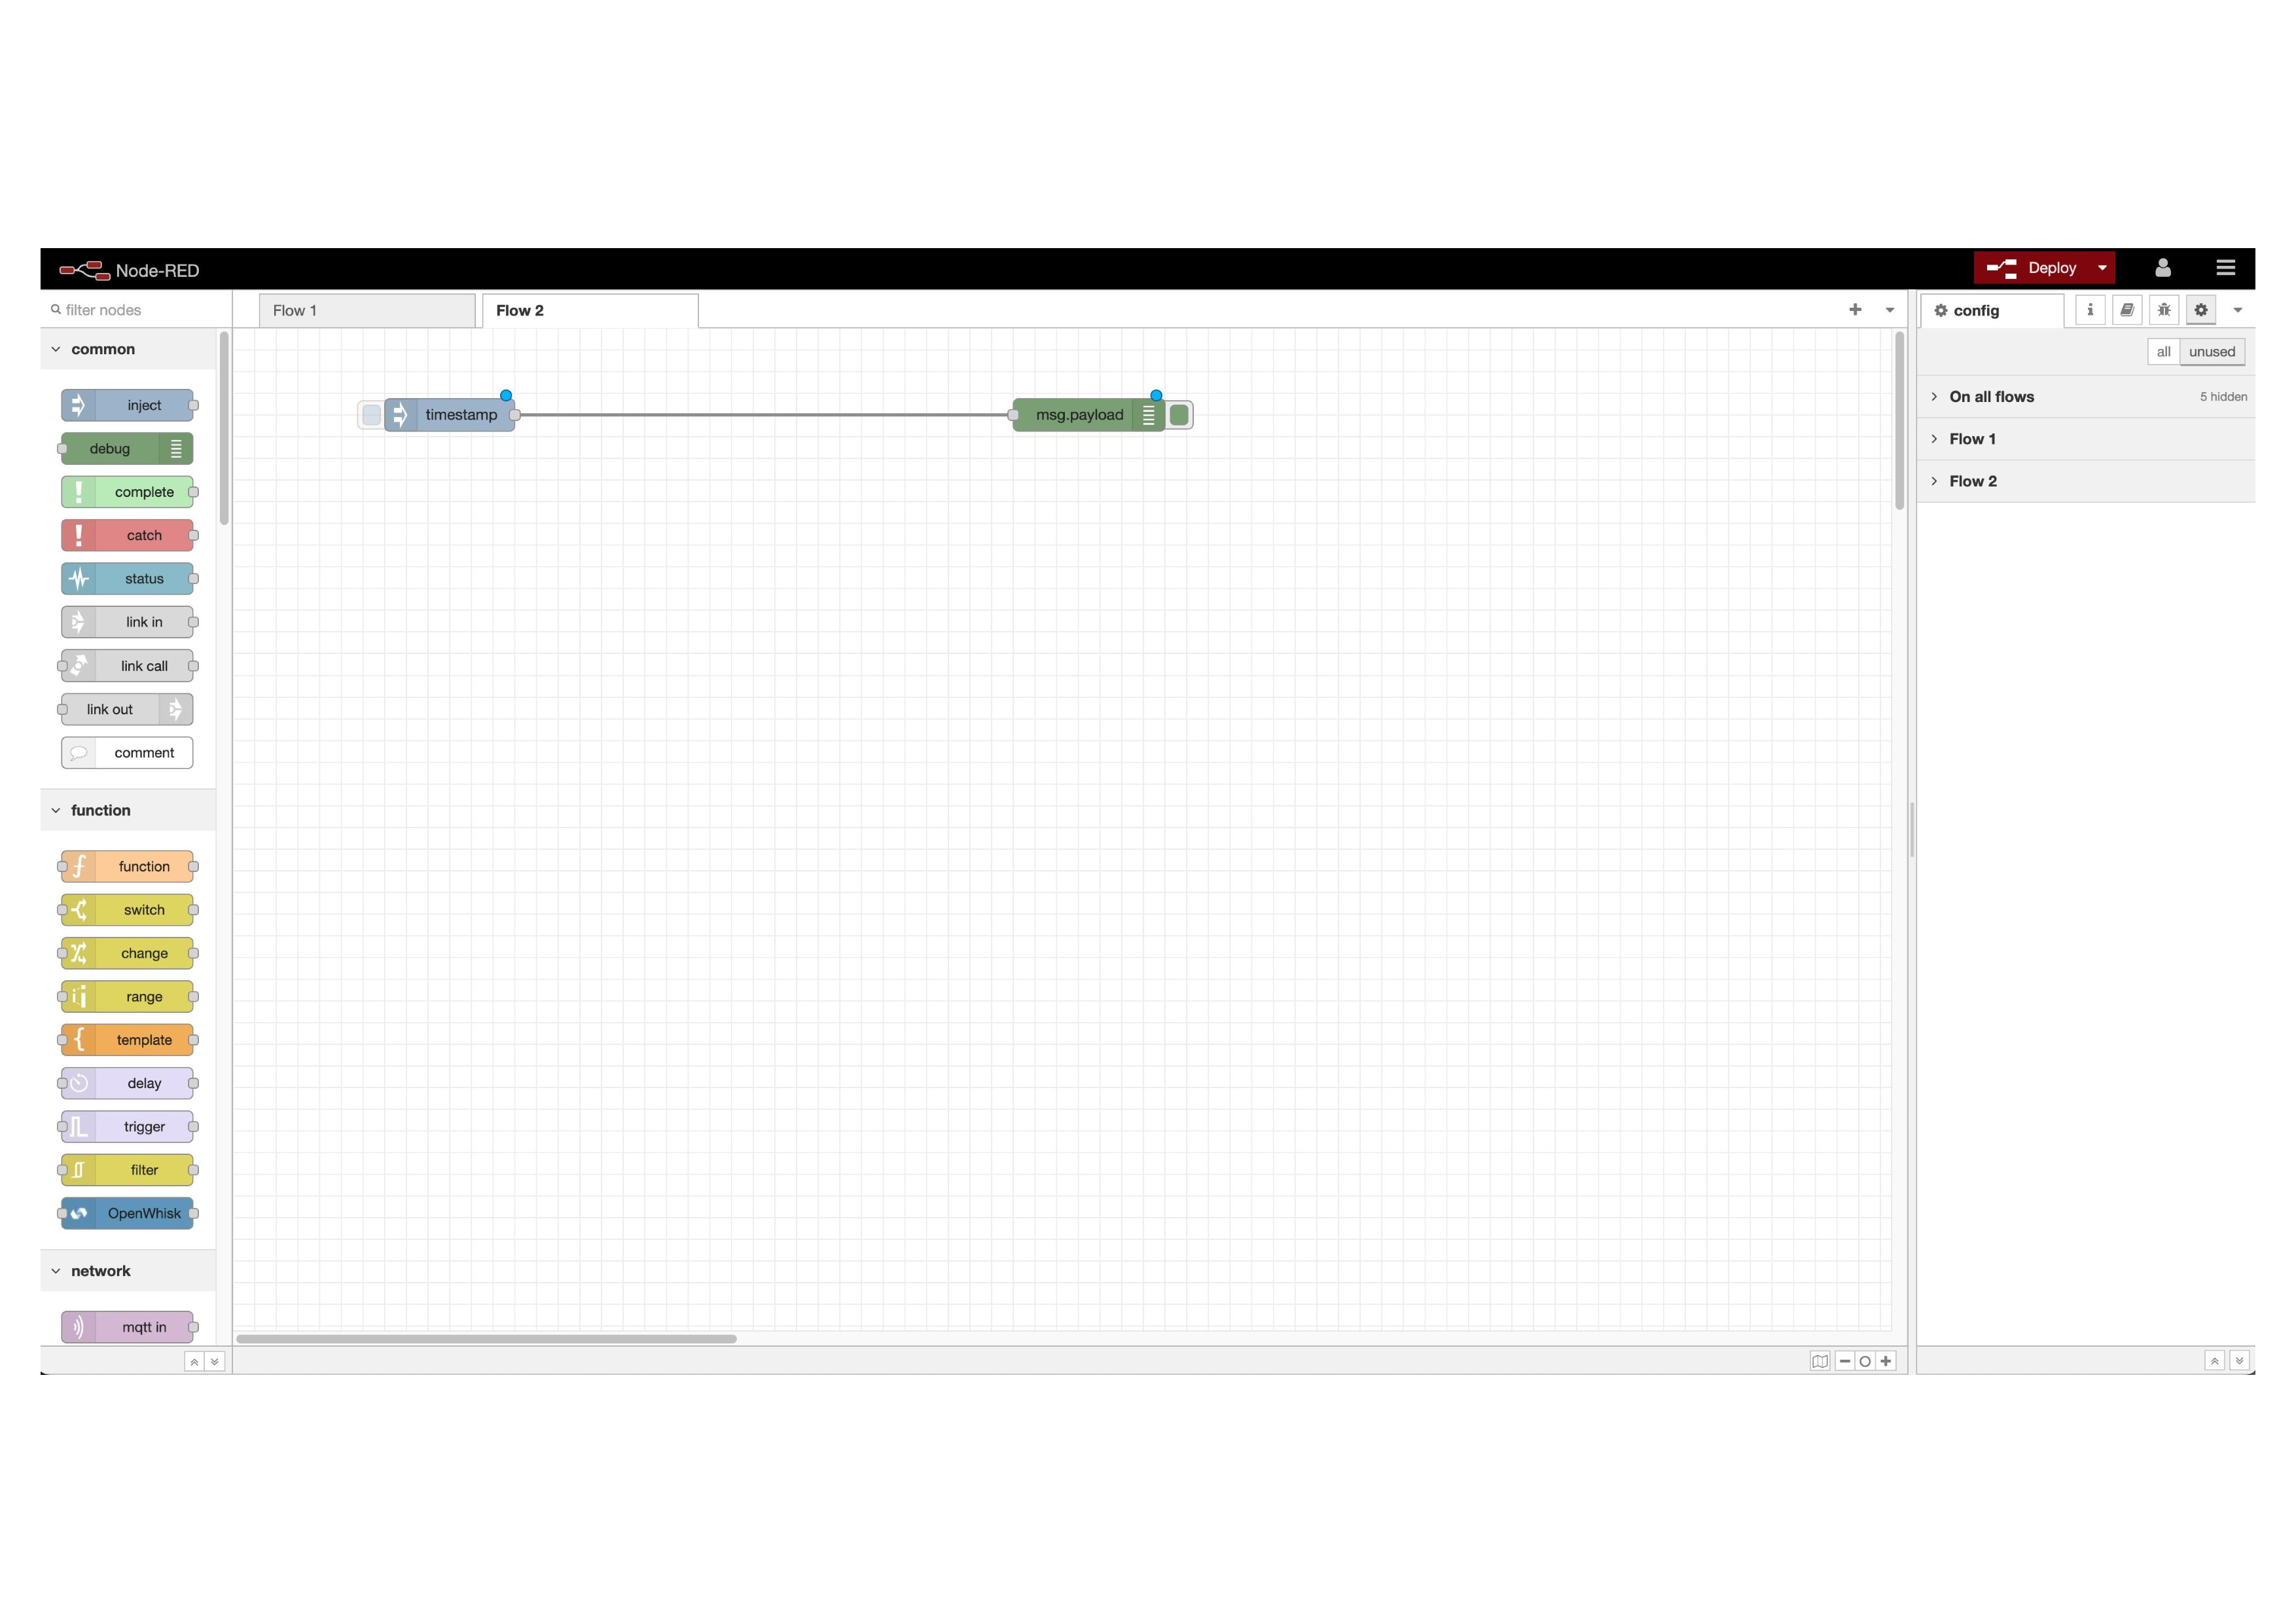 Node-RED
Deploy
filter nodes
Flow 1
Flow 2
config
i
all
unused
common
inject
debug
complete
catch
status
link in
link call
link out
comment
function
function
switch
change
range
template
delay
trigger
filter
OpenWhisk
network
mqtt in
timestamp
msg.payload
On all flows
5 hidden
Flow 1
Flow 2